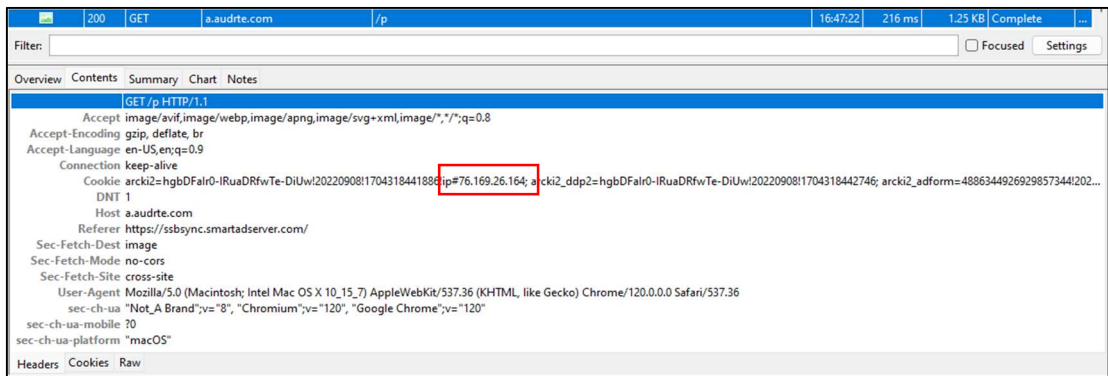 200 GET a.audrte.com /p 16:47:22 216 ms 1.25 KB Complete ...
Filter: Focused Settings
Overview Contents Summary Chart Notes
GET /p HTTP/1.1
Accept image/avif,image/webp,image/apng,image/svg+xml,image/*,*/*;q=0.8
Accept-Encoding gzip, deflate, br
Accept-Language en-US,en;q=0.9
Connection keep-alive
Cookie arcki2=hgbDFalr0-IRuaDRfwTe-DiUw!20220908!1704318441886!ip#76.169.26.164; arcki2_ddp2=hgbDFalr0-IRuaDRfwTe-DiUw!20220908!1704318442746; arcki2_adform=4886344926929857344!202...
DNT 1
Host a.audrte.com
Referer https://ssbsync.smartadserver.com/
Sec-Fetch-Dest image
Sec-Fetch-Mode no-cors
Sec-Fetch-Site cross-site
User-Agent Mozilla/5.0 (Macintosh; Intel Mac OS X 10_15_7) AppleWebKit/537.36 (KHTML, like Gecko) Chrome/120.0.0.0 Safari/537.36
sec-ch-ua "Not_A Brand";v="8", "Chromium";v="120", "Google Chrome";v="120"
sec-ch-ua-mobile ?0
sec-ch-ua-platform "macOS"
Headers Cookies Raw